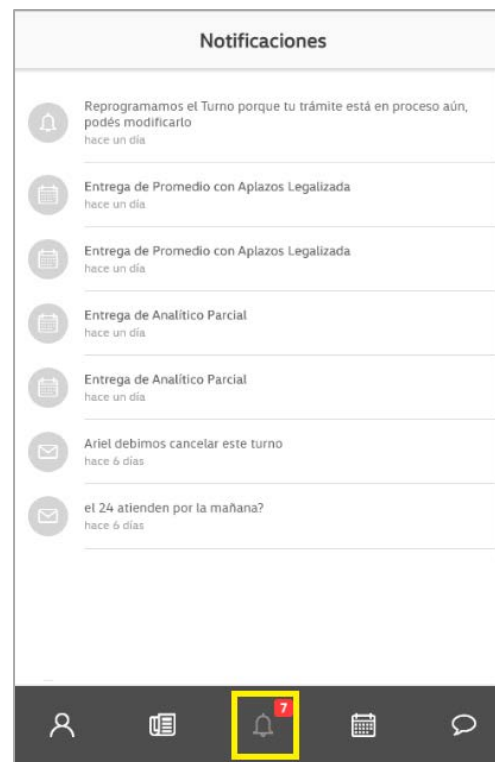 Notificaciones
Reprogramamos el Turno porque tu trámite está en proceso aún,
podés modificarlo
hace un día
Entrega de Promedio con Aplazos Legalizada
hace un día
Entrega de Promedio con Aplazos Legalizada
hace un día
Entrega de Analítico Parcial
hace un día
Entrega de Analítico Parcial
hace un día
Ariel debimos cancelar este turno
hace 6 días
el 24 atienden por la mañana?
hace 6 días
7